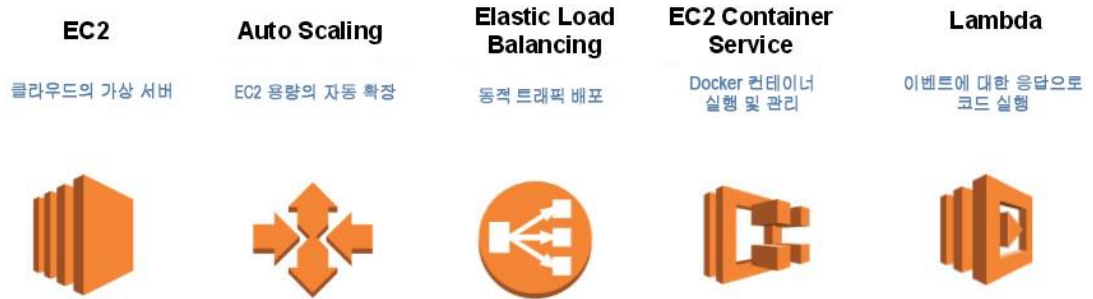 EC2
클라우드의 가상 서버
Auto Scaling
EC2 용량의 자동 확장
Elastic Load
Balancing
동적 트래픽 배포
EC2 Container
Service
Docker 컨테이너
실행 및 관리
Lambda
이벤트에 대한 응답으로
코드 실행